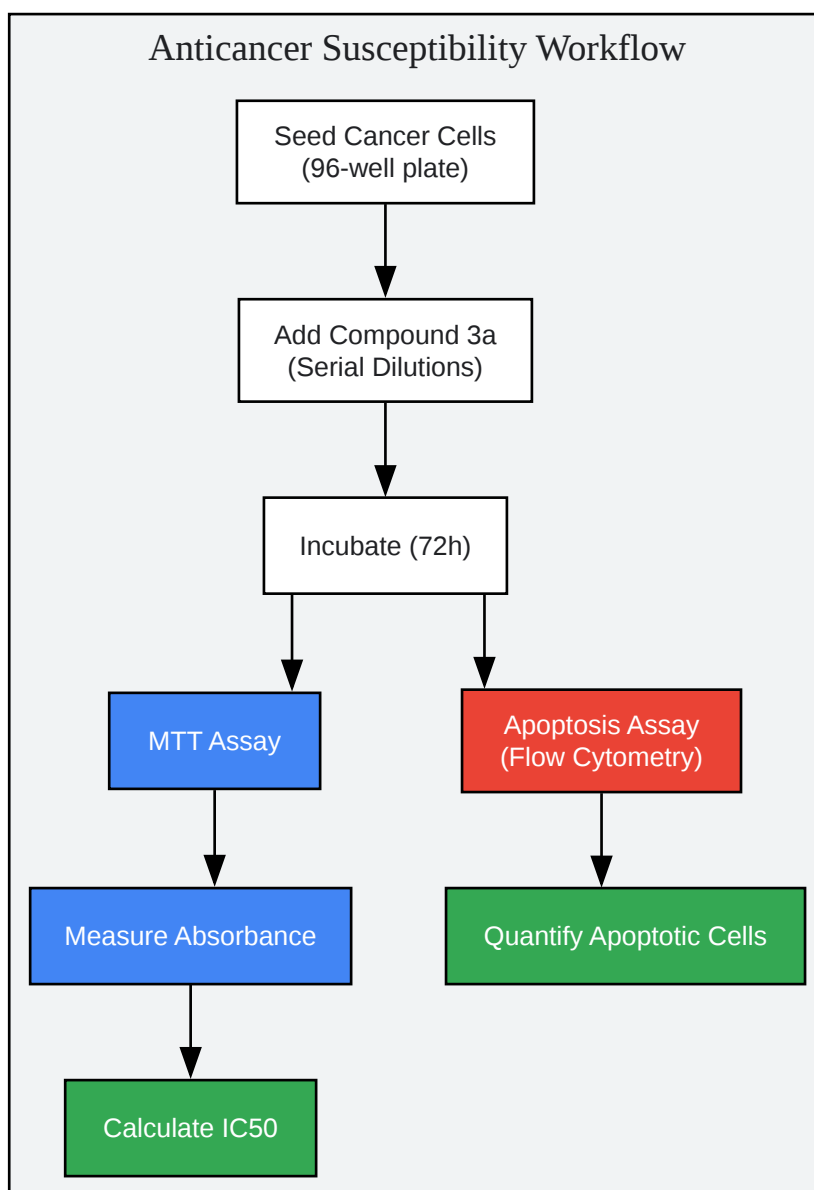 Anticancer Susceptibility Workflow
Seed Cancer Cells
(96-well plate)
Add Compound 3a
(Serial Dilutions)
Incubate (72h)
MTT Assay
Apoptosis Assay
(Flow Cytometry)
Measure Absorbance
Quantify Apoptotic Cells
Calculate IC50